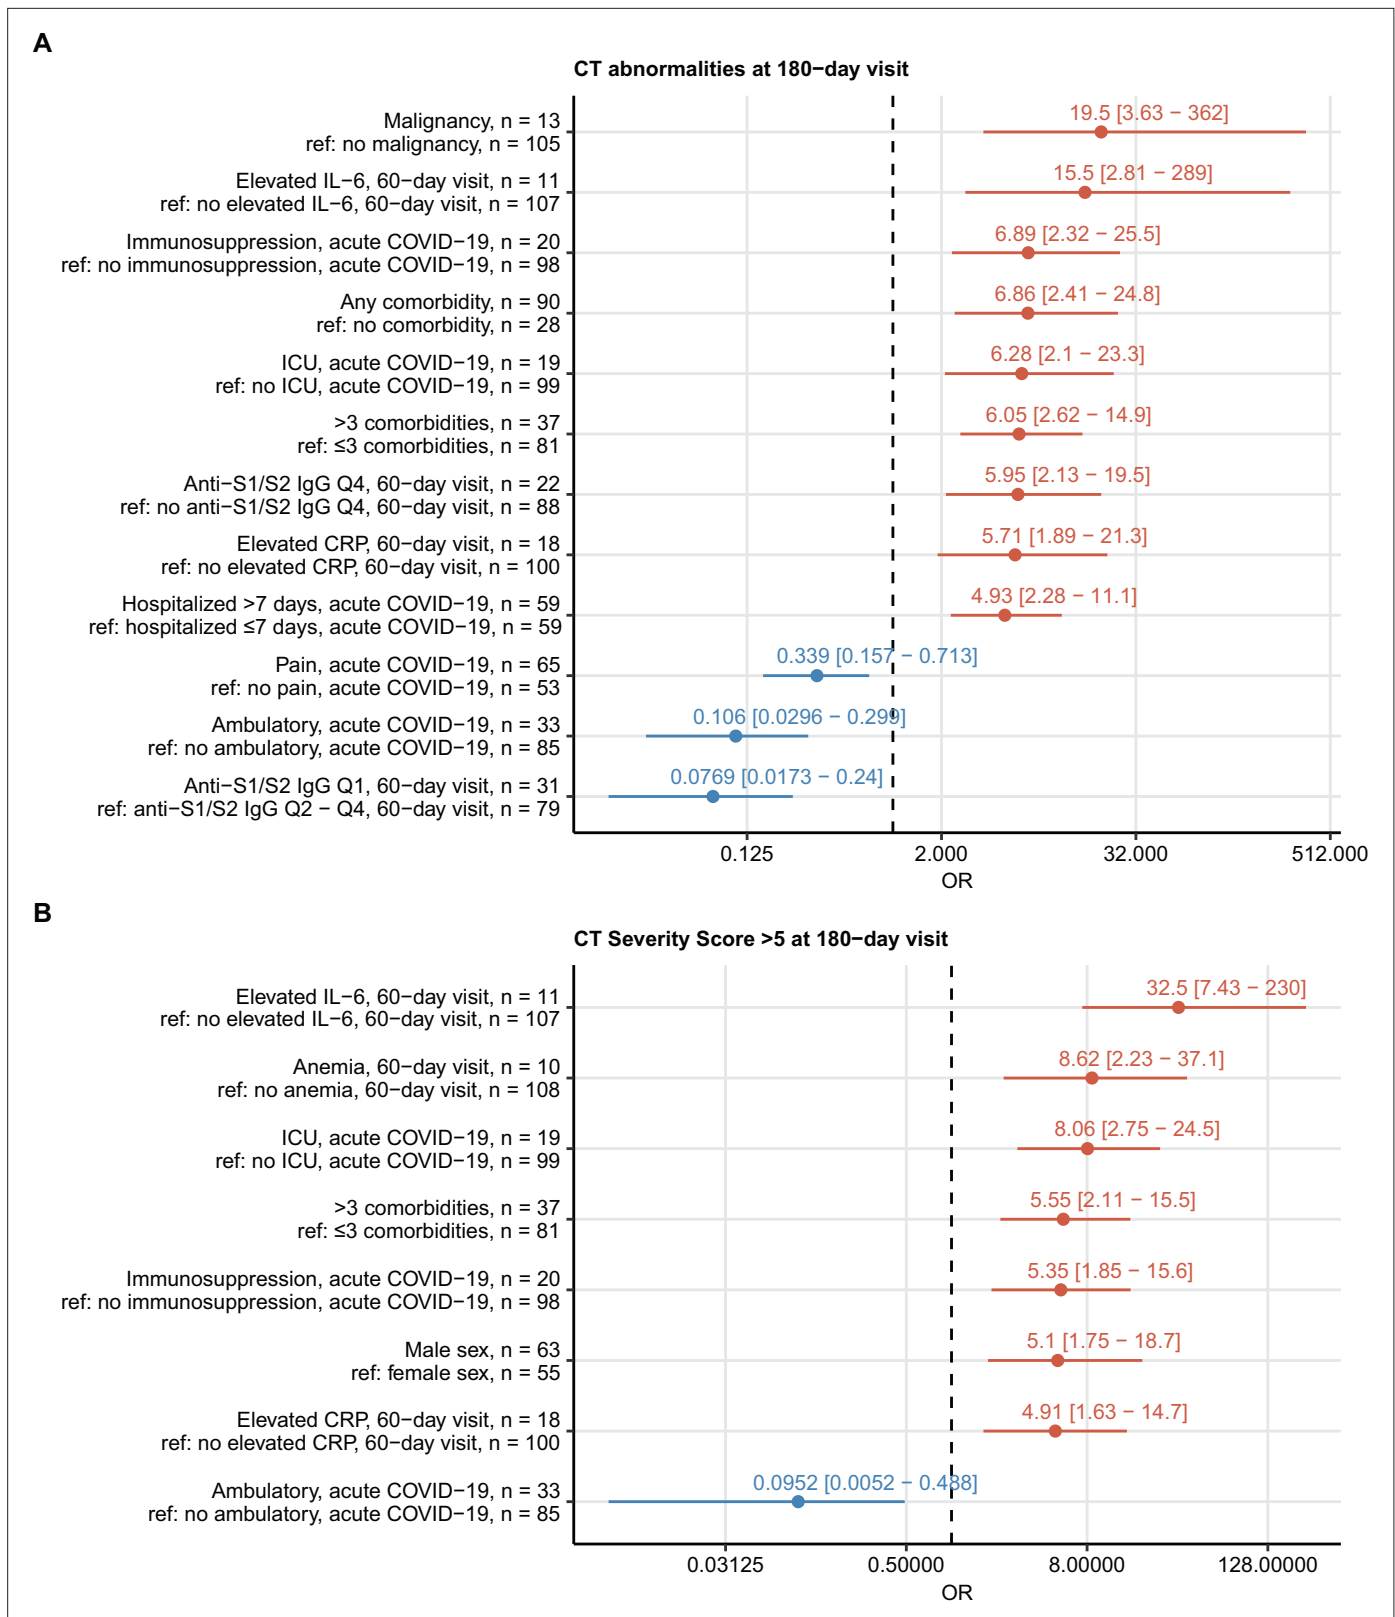 A
CT abnormalities at 180−day visit
Malignancy, n = 13
ref: no malignancy, n = 105
19.5 [3.63 − 362]
Elevated IL−6, 60−day visit, n = 11
ref: no elevated IL−6, 60−day visit, n = 107
15.5 [2.81 − 289]
Immunosuppression, acute COVID−19, n = 20
ref: no immunosuppression, acute COVID−19, n = 98
6.89 [2.32 − 25.5]
Any comorbidity, n = 90
ref: no comorbidity, n = 28
6.86 [2.41 − 24.8]
ICU, acute COVID−19, n = 19
ref: no ICU, acute COVID−19, n = 99
6.28 [2.1 − 23.3]
>3 comorbidities, n = 37
ref: ≤3 comorbidities, n = 81
6.05 [2.62 − 14.9]
Anti−S1/S2 IgG Q4, 60−day visit, n = 22
ref: no anti−S1/S2 IgG Q4, 60−day visit, n = 88
5.95 [2.13 − 19.5]
Elevated CRP, 60−day visit, n = 18
ref: no elevated CRP, 60−day visit, n = 100
5.71 [1.89 − 21.3]
Hospitalized >7 days, acute COVID−19, n = 59
ref: hospitalized ≤7 days, acute COVID−19, n = 59
4.93 [2.28 − 11.1]
Pain, acute COVID−19, n = 65
ref: no pain, acute COVID−19, n = 53
0.339 [0.157 − 0.713]
Ambulatory, acute COVID−19, n = 33
ref: no ambulatory, acute COVID−19, n = 85
0.106 [0.0296 − 0.299]
Anti−S1/S2 IgG Q1, 60−day visit, n = 31
ref: anti−S1/S2 IgG Q2 − Q4, 60−day visit, n = 79
0.0769 [0.0173 − 0.24]
0.125 2.000 32.000 512.000
OR
B
CT Severity Score >5 at 180−day visit
Elevated IL−6, 60−day visit, n = 11
ref: no elevated IL−6, 60−day visit, n = 107
32.5 [7.43 − 230]
Anemia, 60−day visit, n = 10
ref: no anemia, 60−day visit, n = 108
8.62 [2.23 − 37.1]
ICU, acute COVID−19, n = 19
ref: no ICU, acute COVID−19, n = 99
8.06 [2.75 − 24.5]
>3 comorbidities, n = 37
ref: ≤3 comorbidities, n = 81
5.55 [2.11 − 15.5]
Immunosuppression, acute COVID−19, n = 20
ref: no immunosuppression, acute COVID−19, n = 98
5.35 [1.85 − 15.6]
Male sex, n = 63
ref: female sex, n = 55
5.1 [1.75 − 18.7]
Elevated CRP, 60−day visit, n = 18
ref: no elevated CRP, 60−day visit, n = 100
4.91 [1.63 − 14.7]
Ambulatory, acute COVID−19, n = 33
ref: no ambulatory, acute COVID−19, n = 85
0.0952 [0.0052 − 0.488]
0.03125 0.50000 8.00000 128.00000
OR